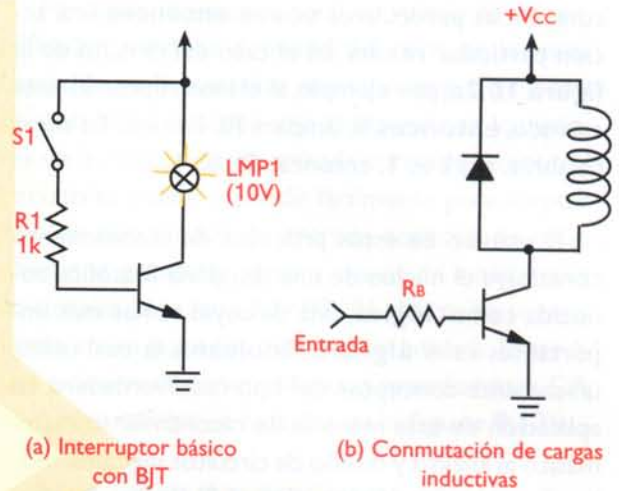 S1
R1
1k
LMP1
(10V)
(a) Interruptor básico
con BJT
+Vcc
RB
Entrada
(b) Conmutación de cargas
inductivas